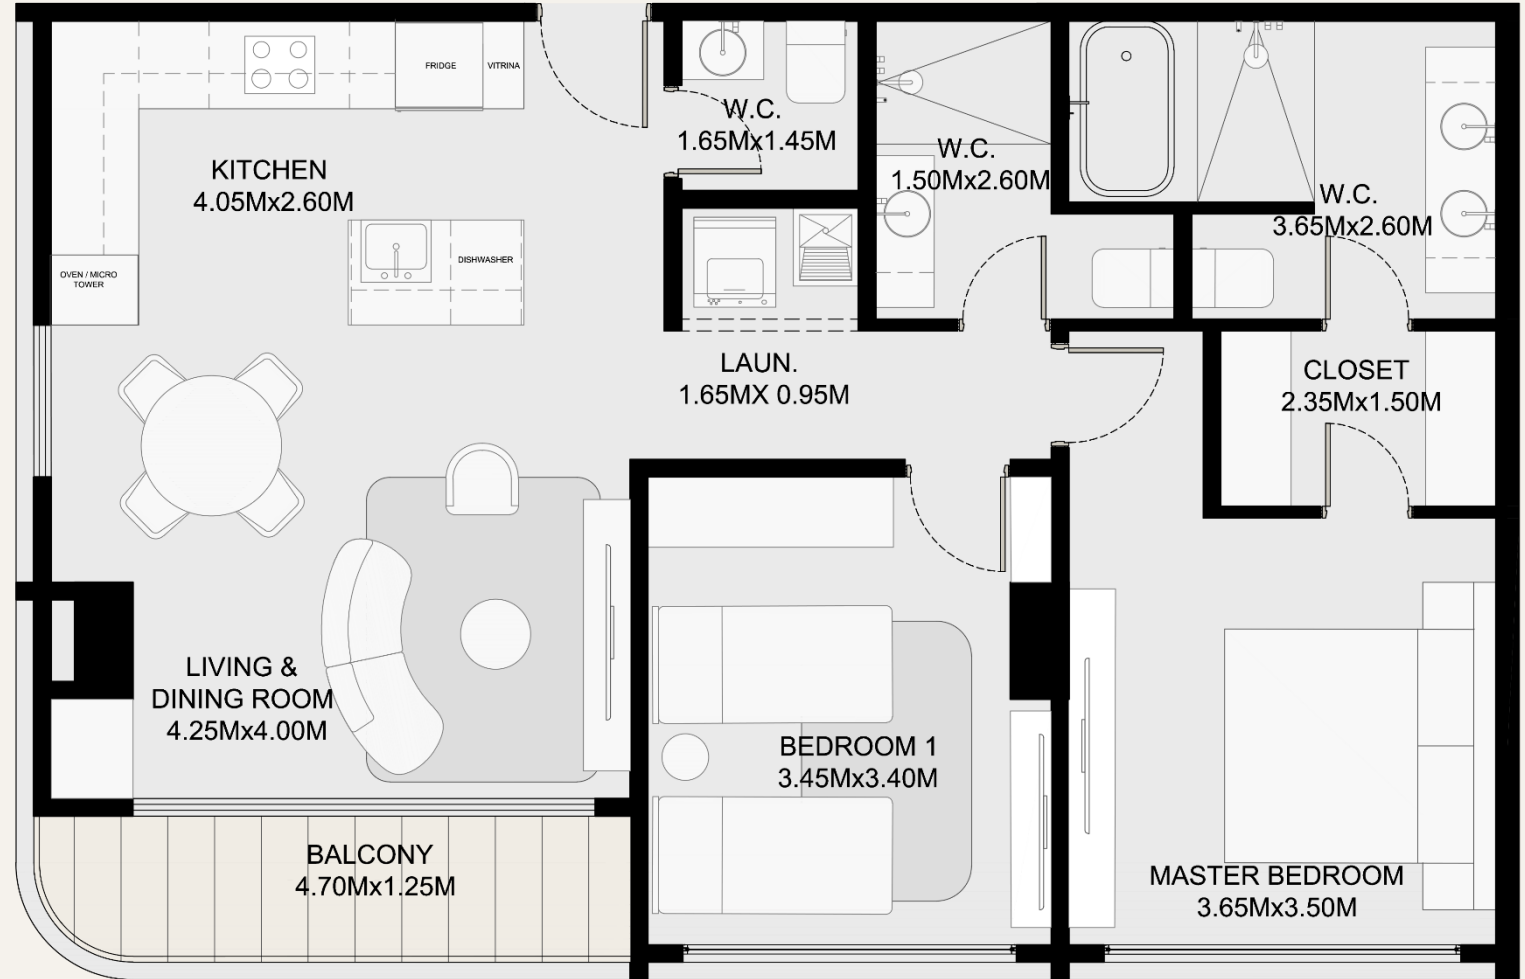 FRIDGE
VITRINA
W.C.
1.65Mx1.45M
W.C.
1.50Mx2.60M
KITCHEN
4.05Mx2.60M
W.C.
3.65Mx2.60M
DISHWASHER
OVEN / MICRO
TOWER
LAUN.
1.65MX 0.95M
CLOSET
2.35Mx1.50M
LIVING &
DINING ROOM
4.25Mx4.00M
BEDROOM 1
3.45Mx3.40M
BALCONY
4.70Mx1.25M
MASTER BEDROOM
3.65Mx3.50M